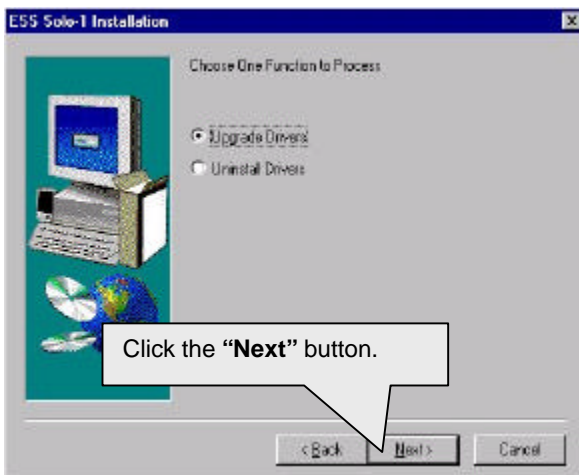 ESS Solo-1 Installation
Choose One Function to Process
Upgrade Drivers
Uninstall Drivers
Click the “Next” button.
< Back
Next >
Cancel